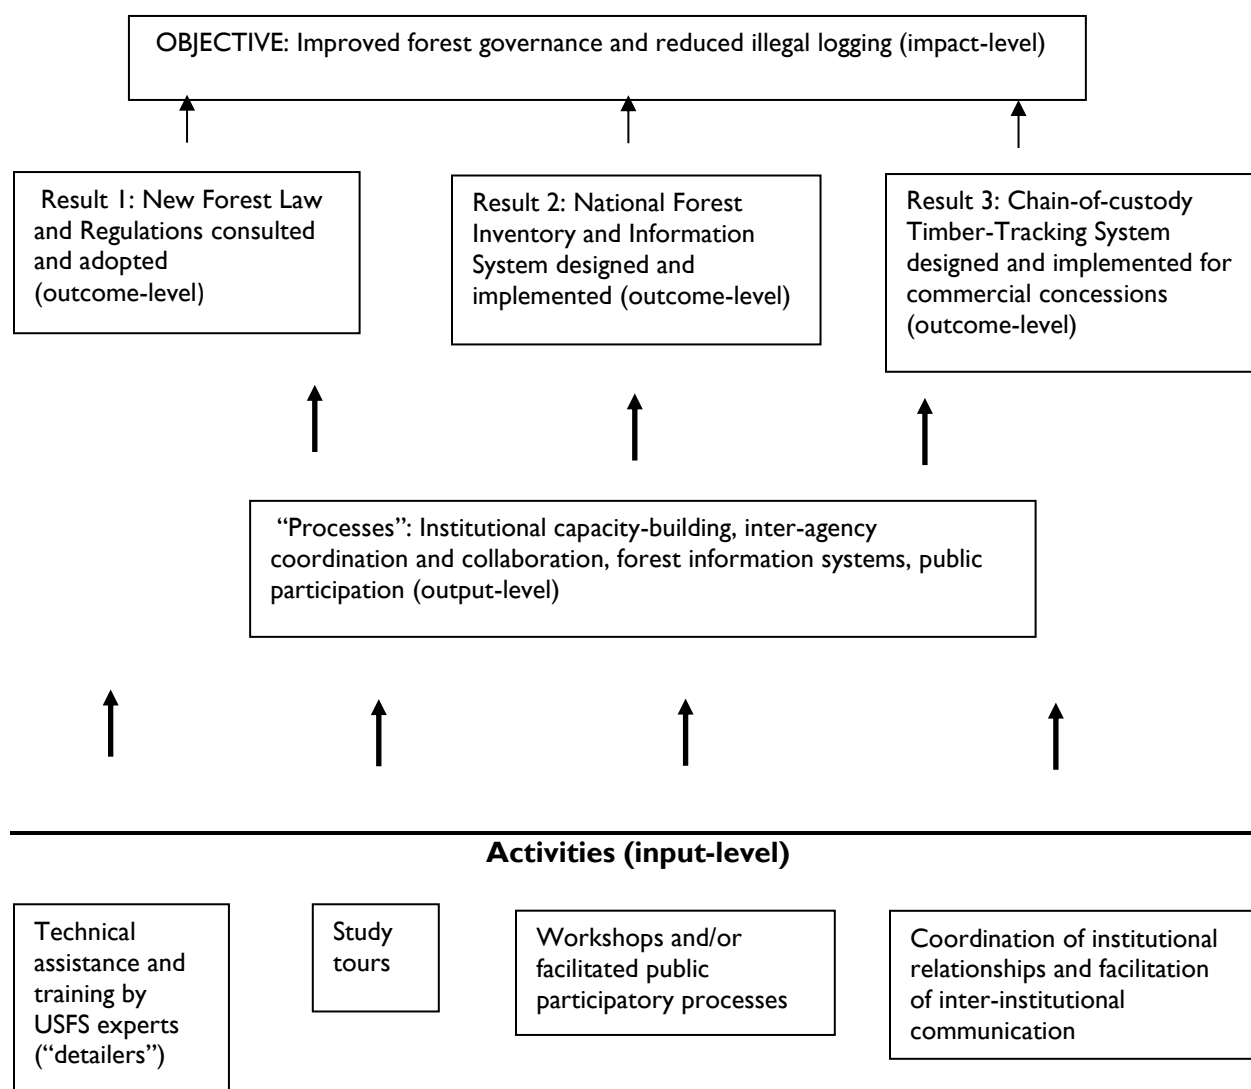 OBJECTIVE: Improved forest governance and reduced illegal logging (impact-level)
Result 1: New Forest Law
and Regulations consulted
and adopted
(outcome-level)
Result 2: National Forest
Inventory and Information
System designed and
implemented (outcome-level)
Result 3: Chain-of-custody
Timber-Tracking System
designed and implemented for
commercial concessions
(outcome-level)
“Processes”: Institutional capacity-building, inter-agency
coordination and collaboration, forest information systems, public
participation (output-level)
Activities (input-level)
Technical
assistance and
training by
USFS experts
(“detailers”)
Study
tours
Workshops and/or
facilitated public
participatory processes
Coordination of institutional
relationships and facilitation
of inter-institutional
communication